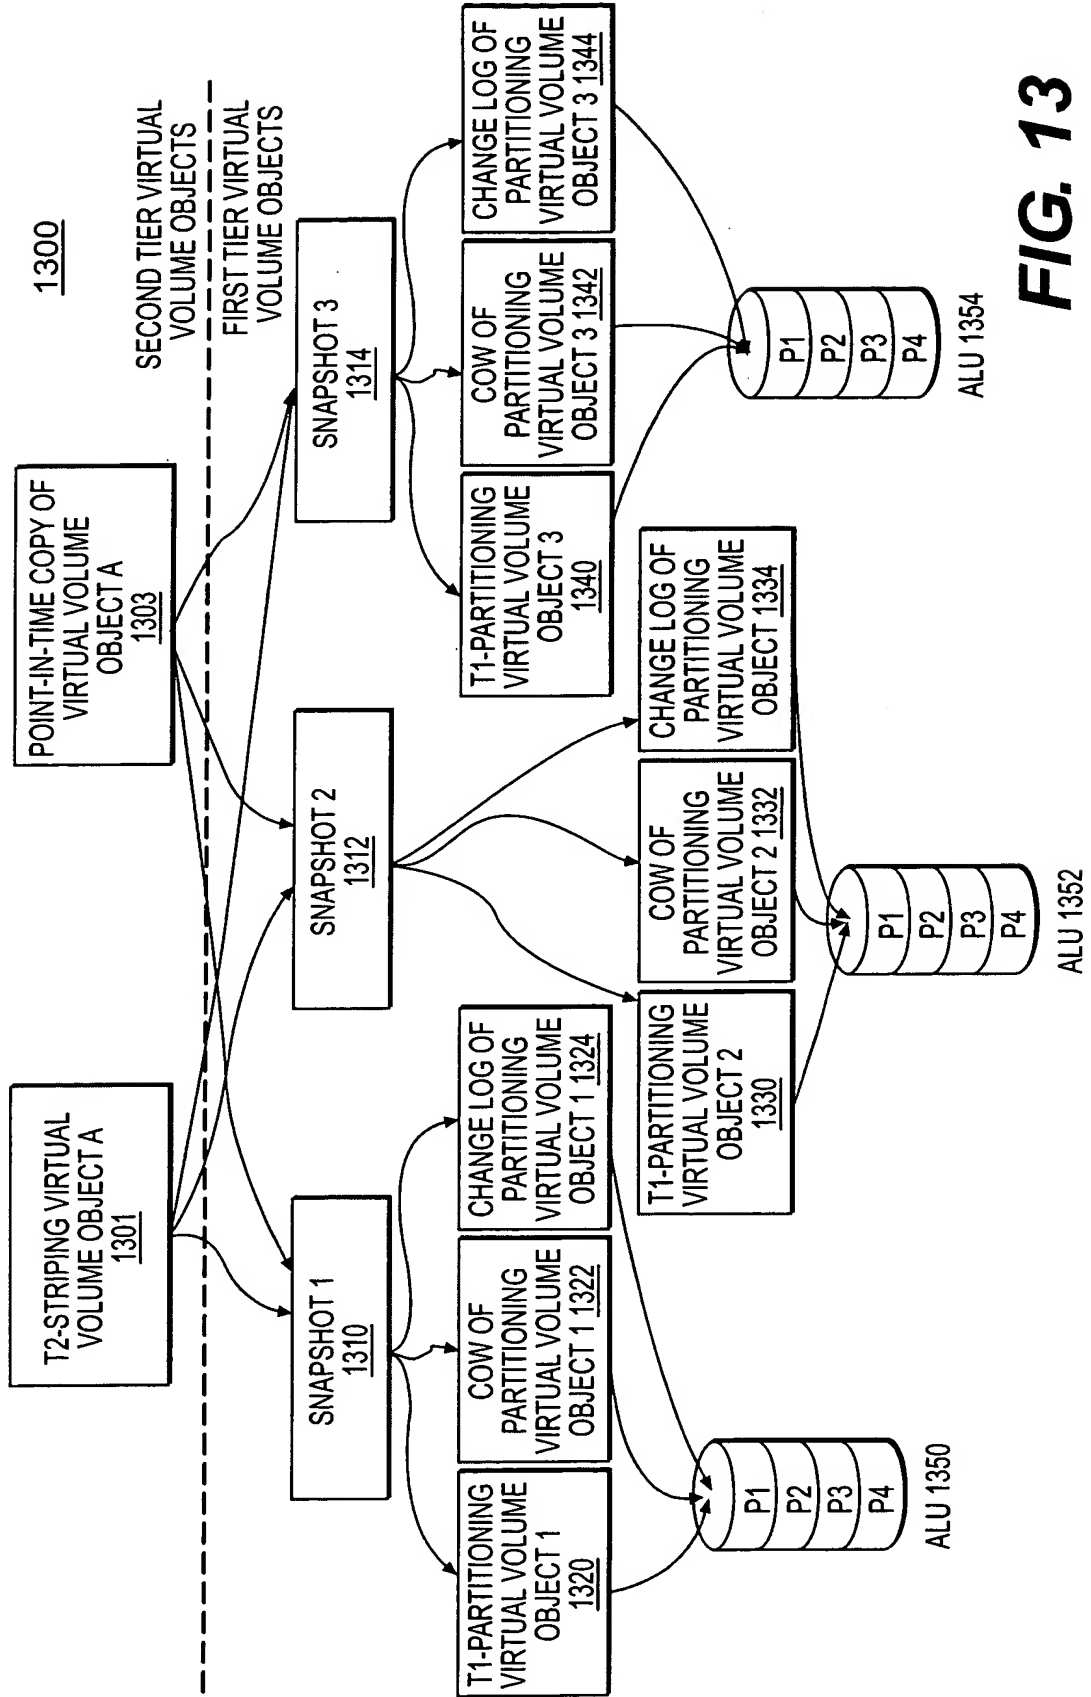 1300
T2-STRIPING VIRTUAL
VOLUME OBJECT A
1301
POINT-IN-TIME COPY OF
VIRTUAL VOLUME
OBJECT A
1303
SECOND TIER VIRTUAL
VOLUME OBJECTS
FIRST TIER VIRTUAL
VOLUME OBJECTS
SNAPSHOT 1
1310
SNAPSHOT 2
1312
SNAPSHOT 3
1314
T1-PARTITIONING
VIRTUAL VOLUME
OBJECT 1
1320
COW OF
PARTITIONING
VIRTUAL VOLUME
OBJECT 1 1322
CHANGE LOG OF
PARTITIONING
VIRTUAL VOLUME
OBJECT 1 1324
T1-PARTITIONING
VIRTUAL VOLUME
OBJECT 2
1330
COW OF
PARTITIONING
VIRTUAL VOLUME
OBJECT 2 1332
CHANGE LOG OF
PARTITIONING
VIRTUAL VOLUME
OBJECT 1334
T1-PARTITIONING
VIRTUAL VOLUME
OBJECT 3
1340
COW OF
PARTITIONING
VIRTUAL VOLUME
OBJECT 3 1342
CHANGE LOG OF
PARTITIONING
VIRTUAL VOLUME
OBJECT 3 1344
P1
P2
P3
P4
ALU 1350
P1
P2
P3
P4
ALU 1352
P1
P2
P3
P4
ALU 1354
FIG. 13